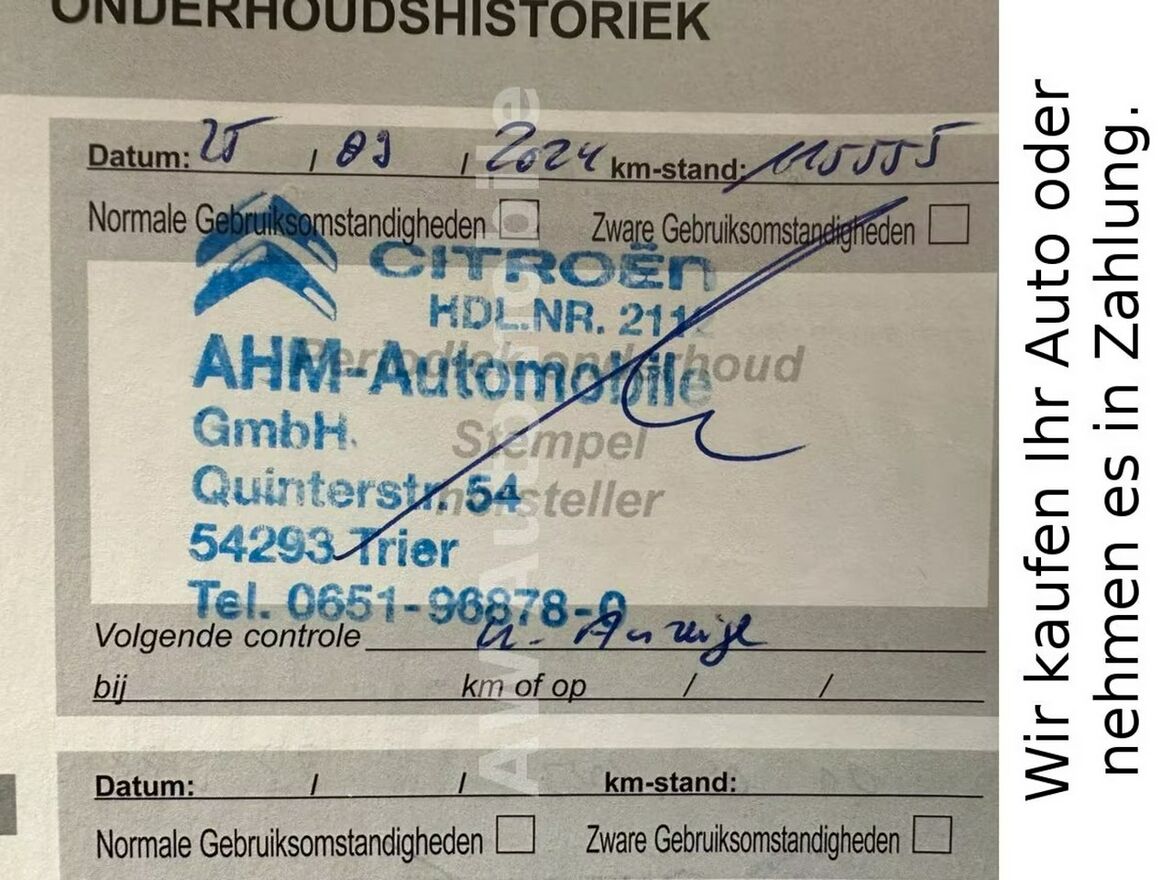 ONDERHOUDSHISTORIEK
Datum: 25 / 09 / 2024 km-stand: 115555
Normale Gebruiksomstandigheden Zware Gebruiksomstandigheden
CITROËN
HDL.NR. 211
AHM-Automobile
GmbH.
Quinterstr. 54
54293 Trier
Tel. 0651-96878-0
Periodiek onderhoud
Stempel
hersteller
Volgende controle n. Anzeige
bij km of op / /
Datum: / / km-stand:
Normale Gebruiksomstandigheden Zware Gebruiksomstandigheden
Wir kaufen Ihr Auto oder
nehmen es in Zahlung.